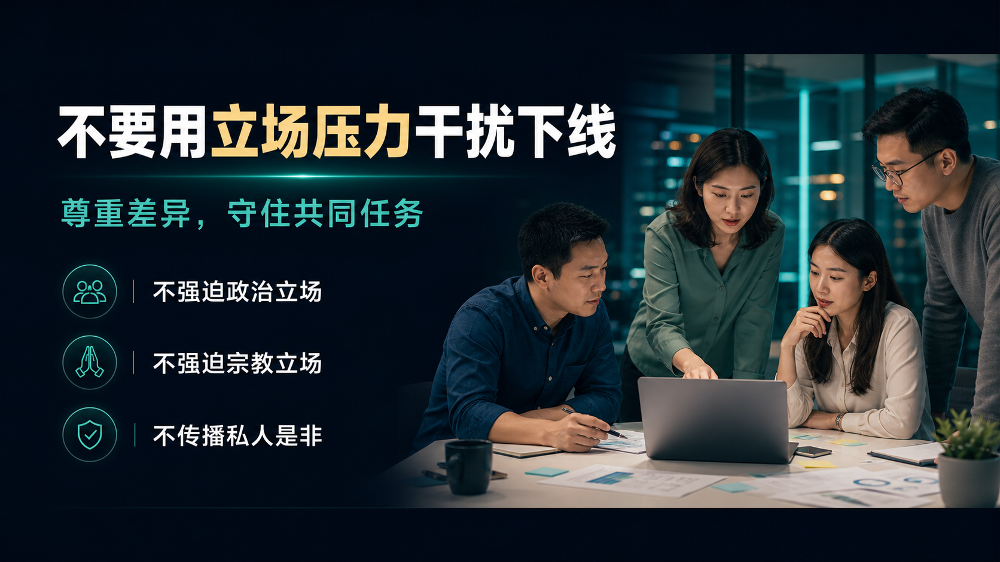 不要用立场压力干扰下线
尊重差异，守住共同任务
不强迫政治立场
不强迫宗教立场
不传播私人是非